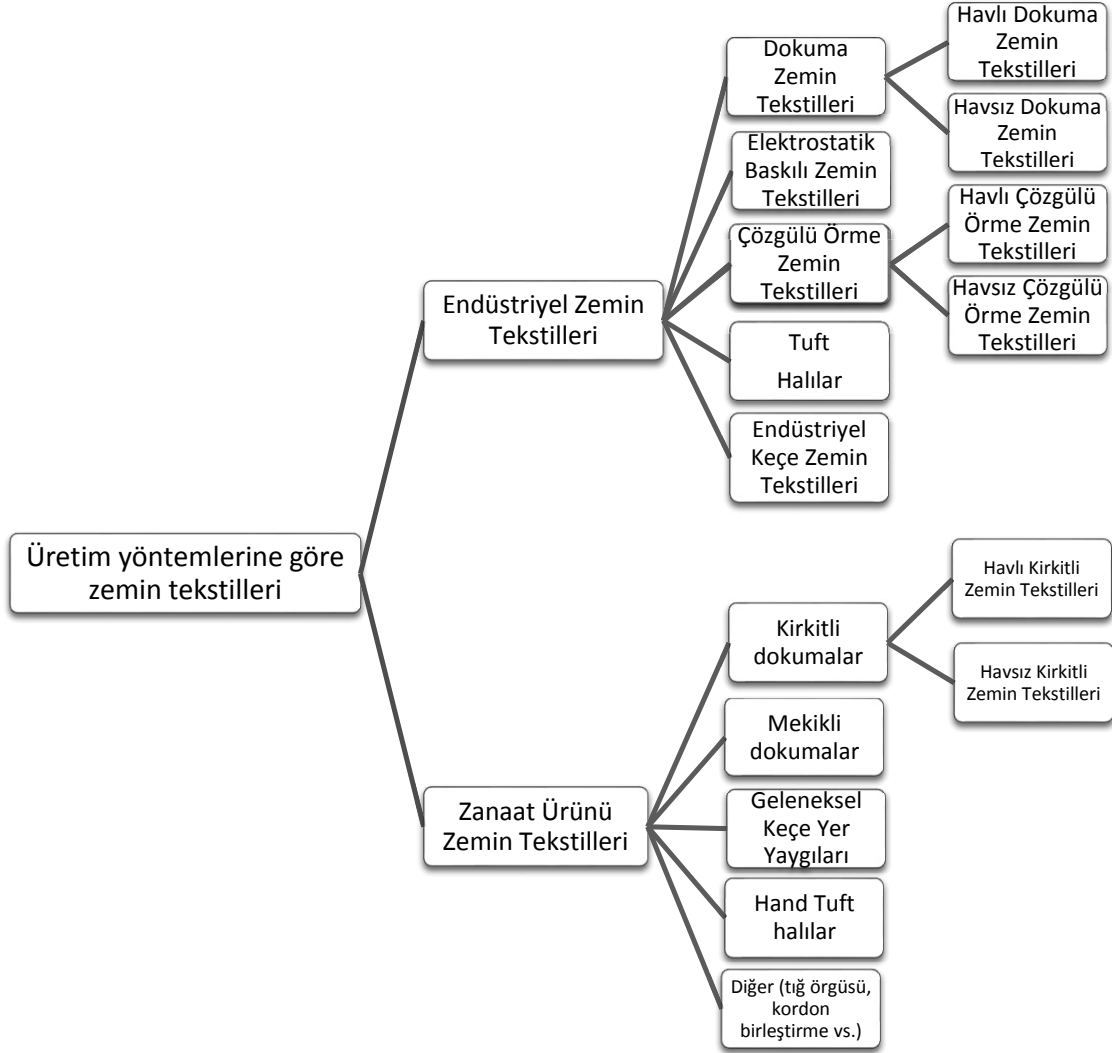 Üretim yöntemlerine göre
zemin tekstilleri
Endüstriyel Zemin
Tekstilleri
Dokuma
Zemin
Tekstilleri
Havlı Dokuma
Zemin
Tekstilleri
Havsız Dokuma
Zemin
Tekstilleri
Elektrostatik
Baskılı Zemin
Tekstilleri
Çözgülü Örme
Zemin
Tekstilleri
Havlı Çözgülü
Örme Zemin
Tekstilleri
Havsız Çözgülü
Örme Zemin
Tekstilleri
Tuft
Halılar
Endüstriyel
Keçe Zemin
Tekstilleri
Zanaat Ürünü
Zemin Tekstilleri
Kirkitli
dokumalar
Havlı Kirkitli
Zemin Tekstilleri
Havsız Kirkitli
Zemin Tekstilleri
Mekikli
dokumalar
Geleneksel
Keçe Yer
Yaygıları
Hand Tuft
halılar
Diğer (tığ örgüsü,
kordon
birleştirme vs.)